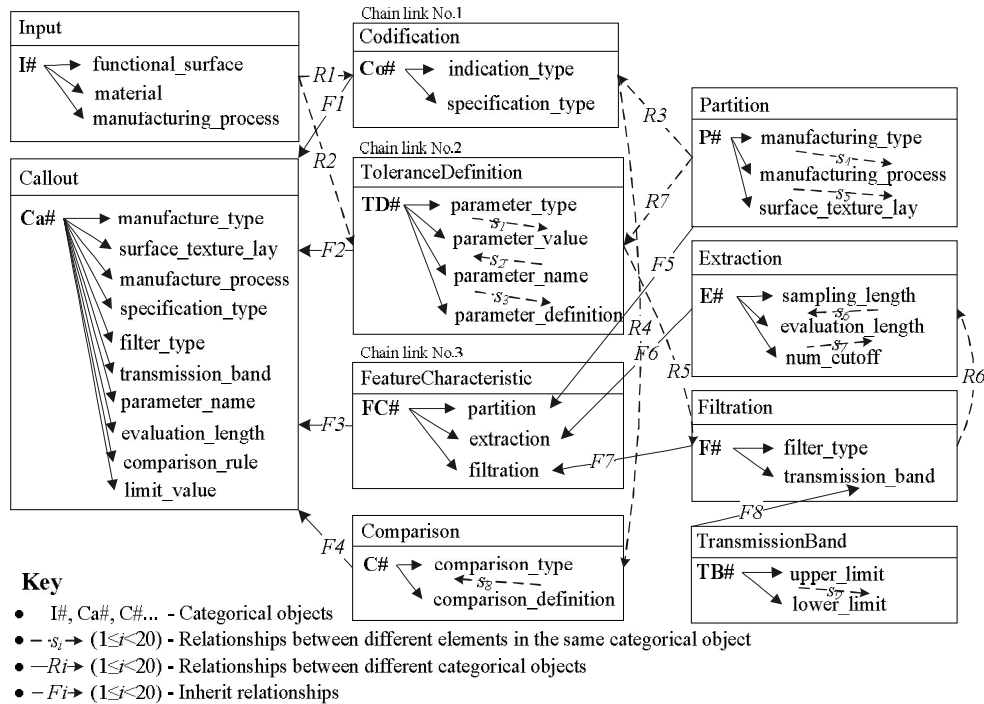 Input
I#
functional_surface
material
manufacturing_process
Callout
Ca#
manufacture_type
surface_texture_lay
manufacture_process
specification_type
filter_type
transmission_band
parameter_name
evaluation_length
comparison_rule
limit_value
R1
F1
R2
F2
F3
F4
Chain link No.1
Codification
Co#
indication_type
specification_type
Chain link No.2
ToleranceDefinition
TD#
parameter_type
s1
parameter_value
s2
parameter_name
s3
parameter_definition
Chain link No.3
FeatureCharacteristic
FC#
partition
extraction
filtration
Comparison
C#
comparison_type
s8
comparison_definition
R3
R7
F5
R4
F6
R5
F7
R6
F8
Partition
P#
manufacturing_type
s4
manufacturing_process
s5
surface_texture_lay
Extraction
E#
sampling_length
s6
evaluation_length
s7
num_cutoff
Filtration
F#
filter_type
transmission_band
TransmissionBand
TB#
upper_limit
s9
lower_limit
Key
• I#, Ca#, C#... - Categorical objects
• – si→ (1≤i<20) - Relationships between different elements in the same categorical object
• –Ri→ (1≤i<20) - Relationships between different categorical objects
• – Fi→ (1≤i<20) - Inherit relationships